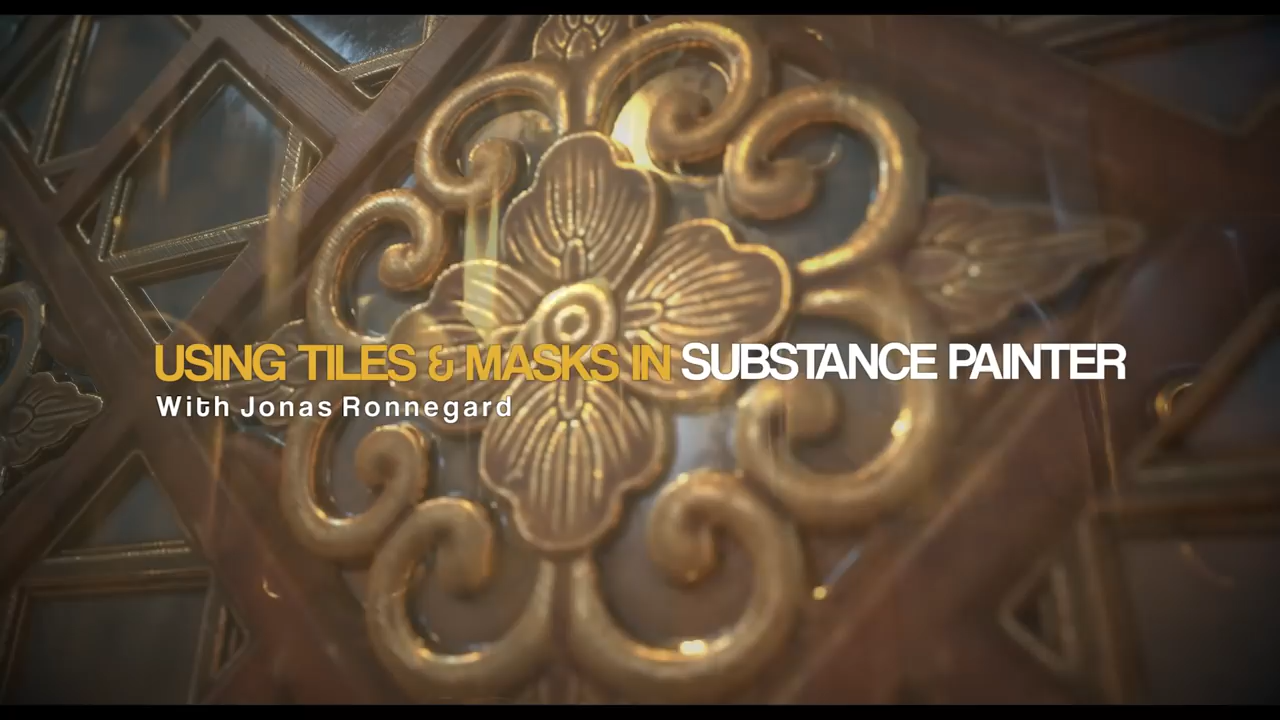 USING TILES & MASKS IN SUBSTANCE PAINTER
With Jonas Ronnegard